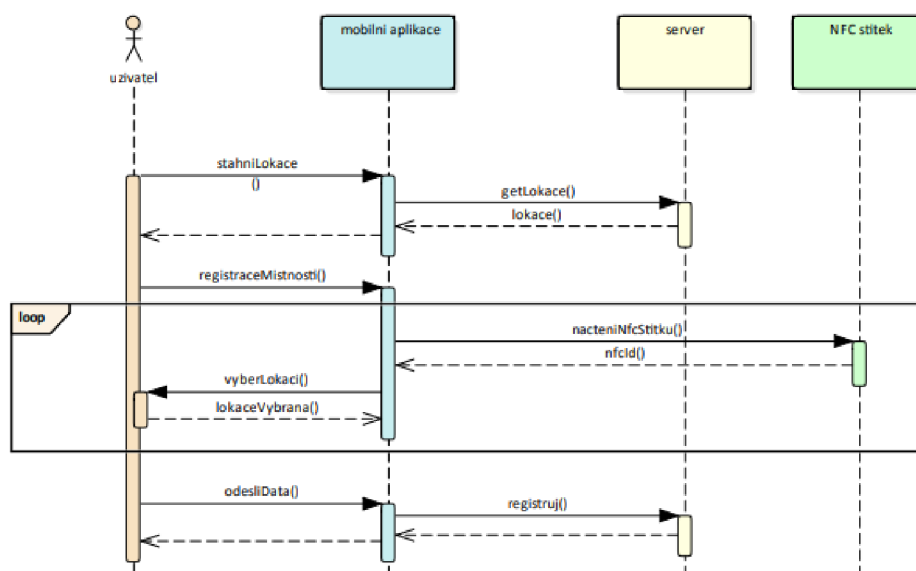 mobilni aplikace
server
NFC stitek
uzivatel
stahniLokace
()
getLokace()
lokace()
registraceMistnosti()
loop
nacteniNfcStitku()
nfcId()
vyberLokaci()
lokaceVybrana()
odesliData()
registruj()